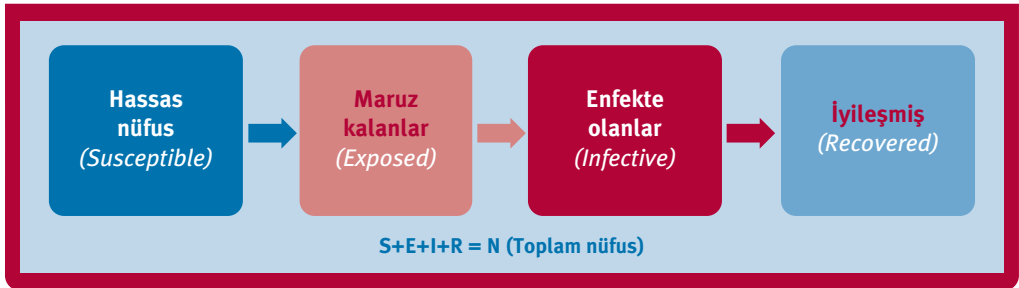 Hassas
nüfus
(Susceptible)
Maruz
kalanlar
(Exposed)
Enfekte
olanlar
(Infective)
İyileşmiş
(Recovered)
S+E+I+R = N (Toplam nüfus)